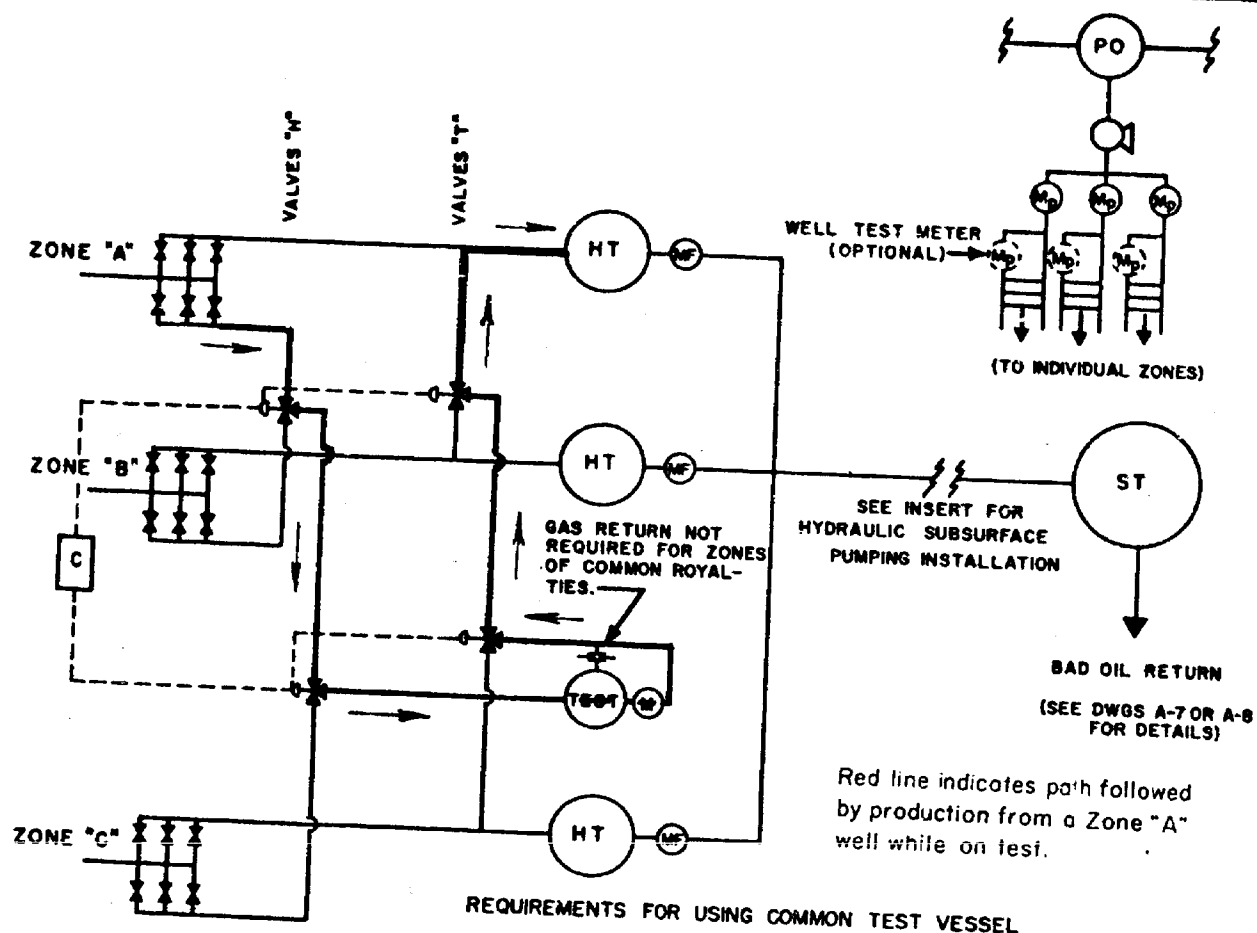 PO
VALVES "N"
VALVES "T"
ZONE "A"
HT
MF
WELL TEST METER
(OPTIONAL)
Mp
Mp
Mp
Mp
Mp
Mp
(TO INDIVIDUAL ZONES)
ZONE "B"
HT
MF
ST
SEE INSERT FOR
HYDRAULIC SUBSURFACE
PUMPING INSTALLATION
GAS RETURN NOT
REQUIRED FOR ZONES
OF COMMON ROYAL-
TIES.
C
TEST
M
BAD OIL RETURN
(SEE DWGS A-7 OR A-8
FOR DETAILS)
Red line indicates path followed
by production from a Zone "A"
well while on test.
ZONE "C"
HT
MF
REQUIREMENTS FOR USING COMMON TEST VESSEL